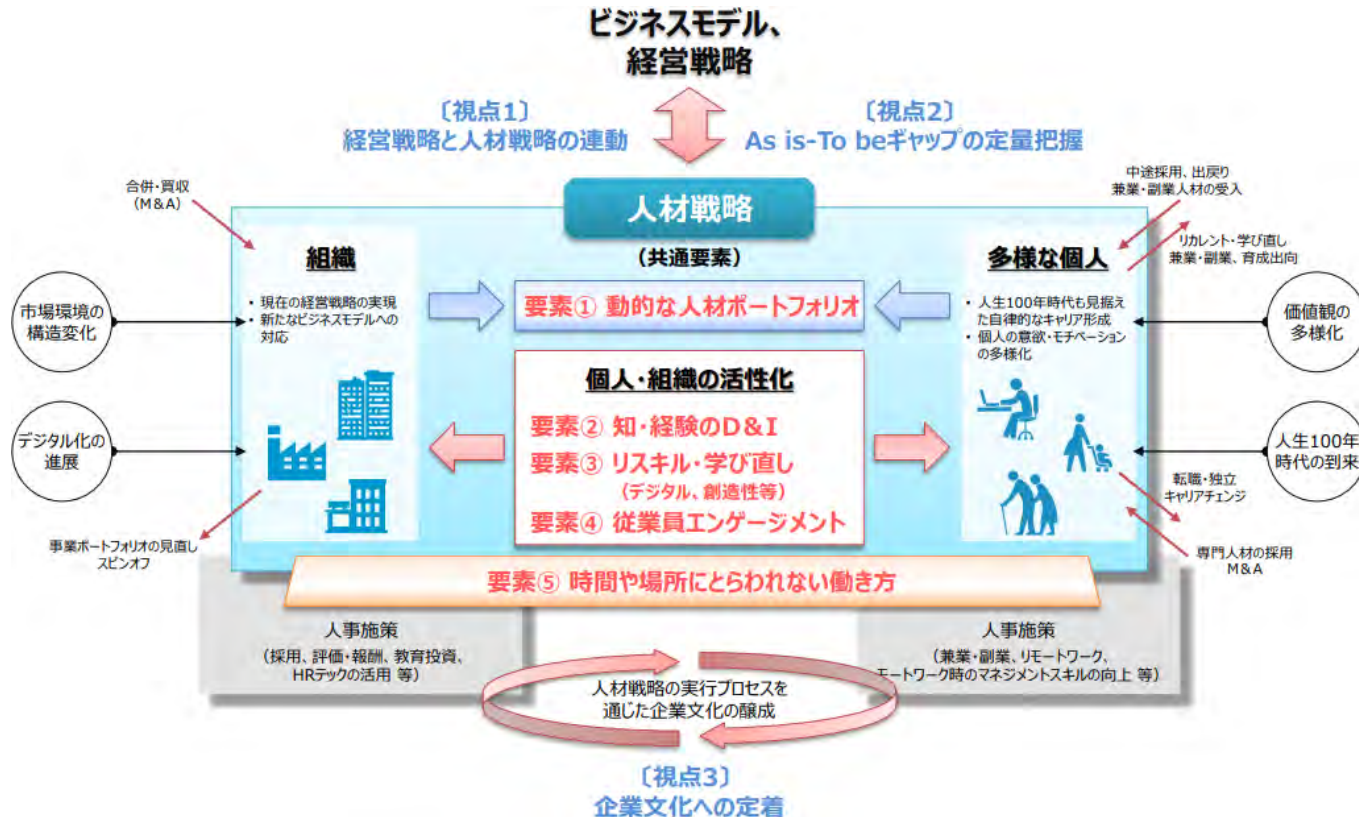 ビジネスモデル、
経営戦略
〔視点1〕
経営戦略と人材戦略の連動
〔視点2〕
As is-To beギャップの定量把握
合併・買収
（M&A）
中途採用、出戻り
兼業・副業人材の受入
人材戦略
（共通要素）
リカレント・学び直し
兼業・副業、育成出向
組織
・ 現在の経営戦略の実現
・ 新たなビジネスモデルへの
対応
要素① 動的な人材ポートフォリオ
多様な個人
・ 人生100年時代も見据え
た自律的なキャリア形成
・ 個人の意欲・モチベーション
の多様化
市場環境の
構造変化
価値観の
多様化
個人・組織の活性化
要素② 知・経験のD&I
要素③ リスキル・学び直し
（デジタル、創造性等）
要素④ 従業員エンゲージメント
デジタル化の
進展
人生100年
時代の到来
転職・独立
キャリアチェンジ
事業ポートフォリオの見直し
スピンオフ
専門人材の採用
M&A
要素⑤ 時間や場所にとらわれない働き方
人事施策
（採用、評価・報酬、教育投資、
HRテックの活用 等）
人事施策
（兼業・副業、リモートワーク、
モートワーク時のマネジメントスキルの向上 等）
人材戦略の実行プロセスを
通じた企業文化の醸成
〔視点3〕
企業文化への定着